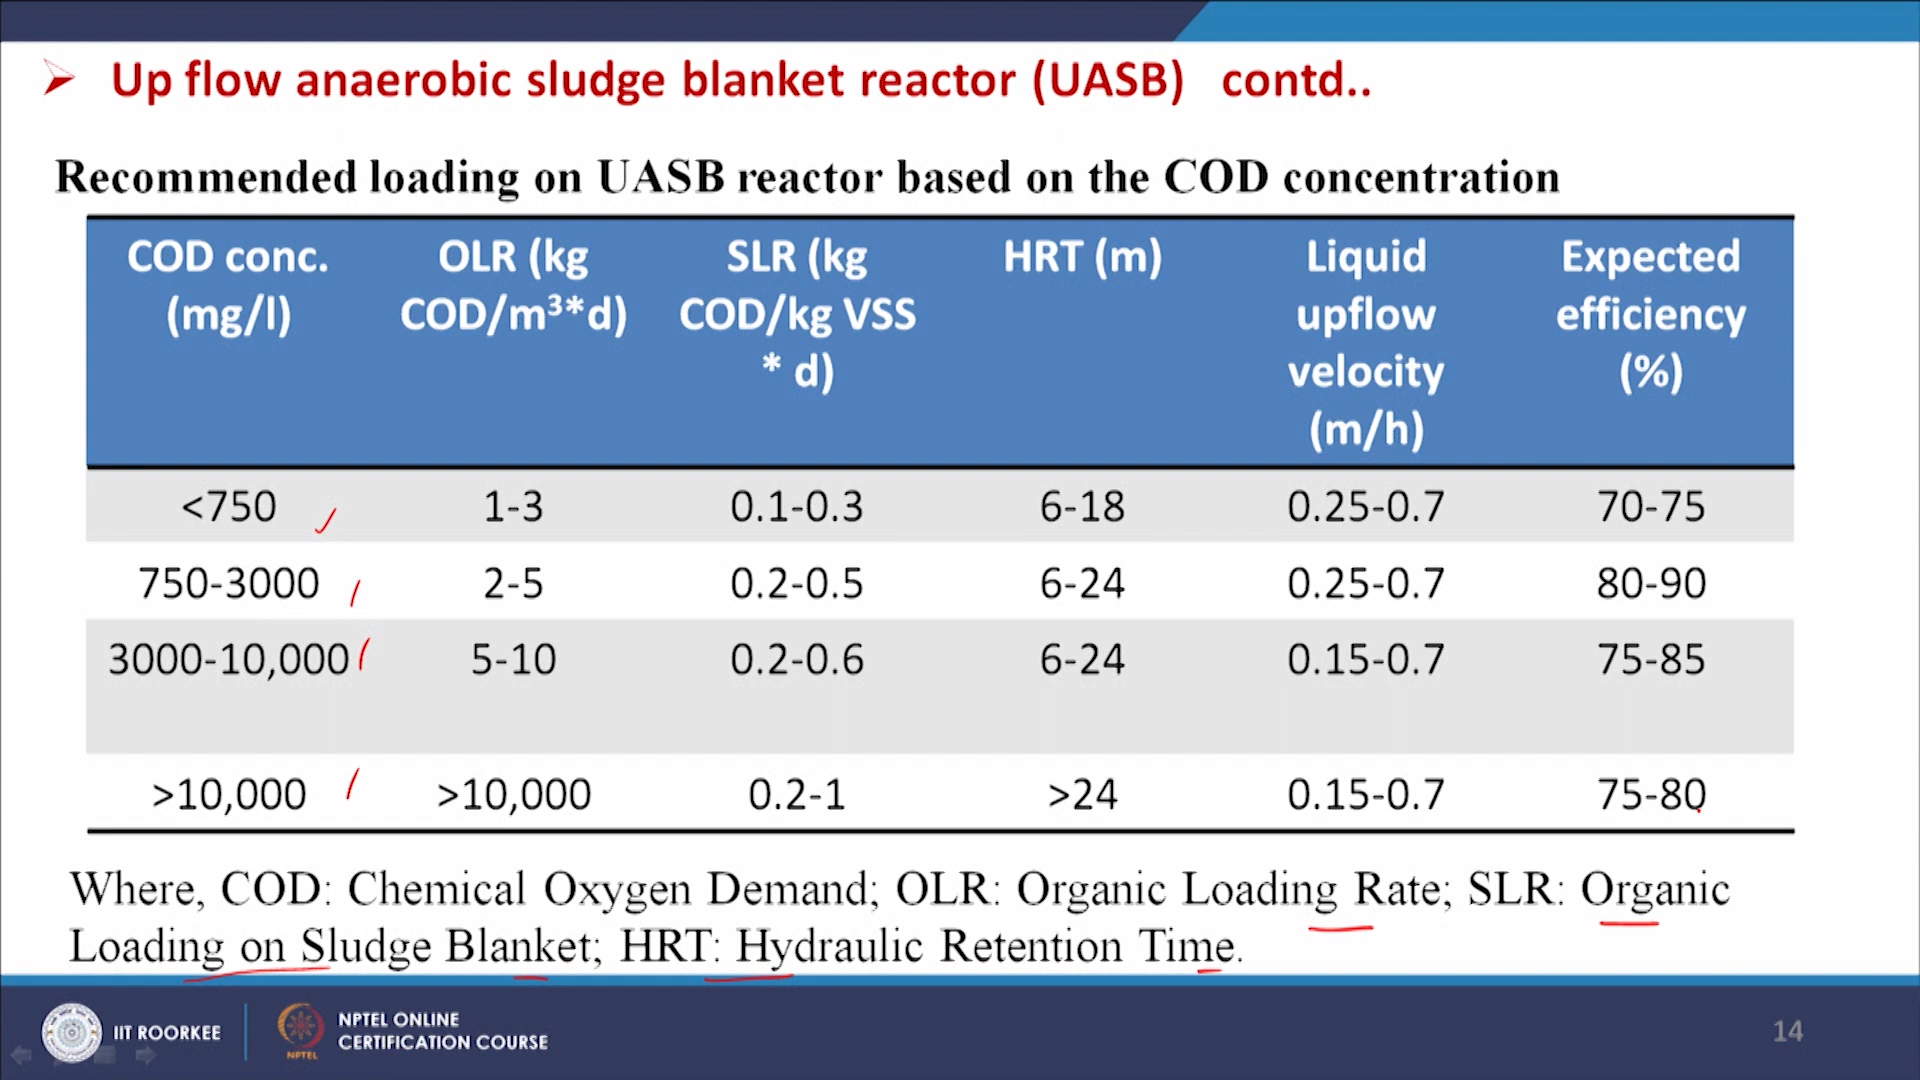 Up flow anaerobic sludge blanket reactor (UASB) contd..
Recommended loading on UASB reactor based on the COD concentration
COD conc. (mg/l) OLR (kg COD/m³*d) SLR (kg COD/kg VSS * d) HRT (m) Liquid upflow velocity (m/h) Expected efficiency (%)
<750 1-3 0.1-0.3 6-18 0.25-0.7 70-75
750-3000 2-5 0.2-0.5 6-24 0.25-0.7 80-90
3000-10,000 5-10 0.2-0.6 6-24 0.15-0.7 75-85
>10,000 >10,000 0.2-1 >24 0.15-0.7 75-80
Where, COD: Chemical Oxygen Demand; OLR: Organic Loading Rate; SLR: Organic
Loading on Sludge Blanket; HRT: Hydraulic Retention Time.
IIT ROORKEE
NPTEL
NPTEL ONLINE
CERTIFICATION COURSE
14